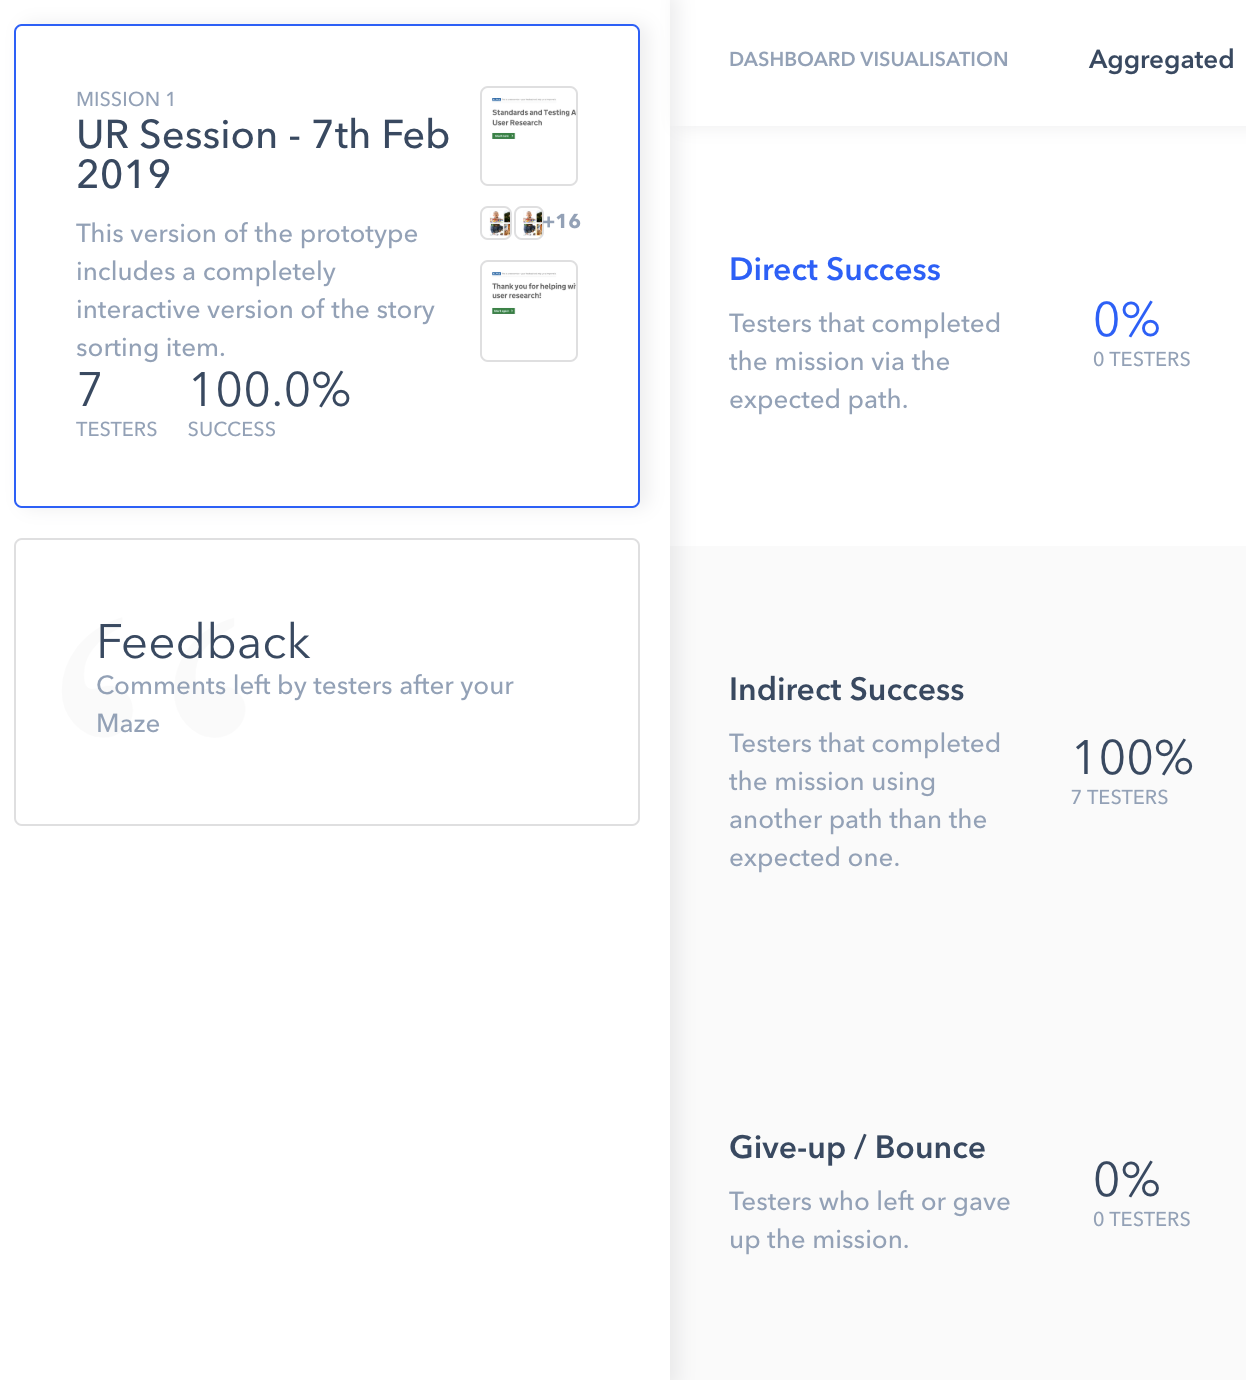 MISSION 1
UR Session - 7th Feb
2019
This version of the prototype
includes a completely
interactive version of the story
sorting item.
7
TESTERS
100.0%
SUCCESS
Standards and Testing A
User Research
+16
Thank you for helping wi
user research!
Feedback
Comments left by testers after your
Maze
DASHBOARD VISUALISATION
Aggregated
Direct Success
Testers that completed
the mission via the
expected path.
0%
0 TESTERS
Indirect Success
Testers that completed
the mission using
another path than the
expected one.
100%
7 TESTERS
Give-up / Bounce
Testers who left or gave
up the mission.
0%
0 TESTERS